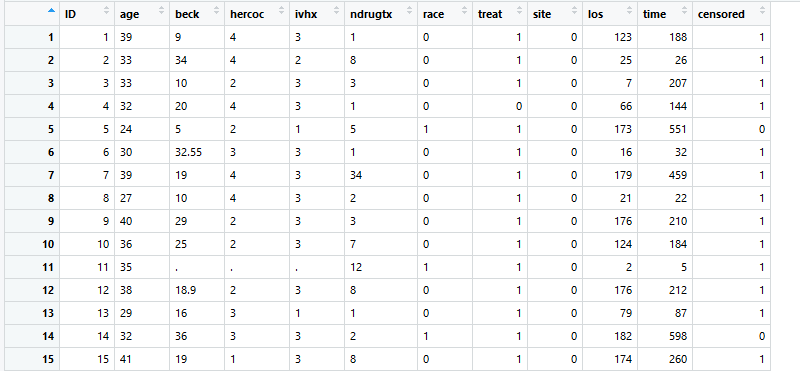 ID age beck hercoc ivhx ndrugtx race treat site los time censored
1 1 39 9 4 3 1 0 1 0 123 188 1
2 2 33 34 4 2 8 0 1 0 25 26 1
3 3 33 10 2 3 3 0 1 0 7 207 1
4 4 32 20 4 3 1 0 0 0 66 144 1
5 5 24 5 2 1 5 1 1 0 173 551 0
6 6 30 32.55 3 3 1 0 1 0 16 32 1
7 7 39 19 4 3 34 0 1 0 179 459 1
8 8 27 10 4 3 2 0 1 0 21 22 1
9 9 40 29 2 3 3 0 1 0 176 210 1
10 10 36 25 2 3 7 0 1 0 124 184 1
11 11 35 . . . 12 1 1 0 2 5 1
12 12 38 18.9 2 3 8 0 1 0 176 212 1
13 13 29 16 3 1 1 0 1 0 79 87 1
14 14 32 36 3 3 2 1 1 0 182 598 0
15 15 41 19 1 3 8 0 1 0 174 260 1